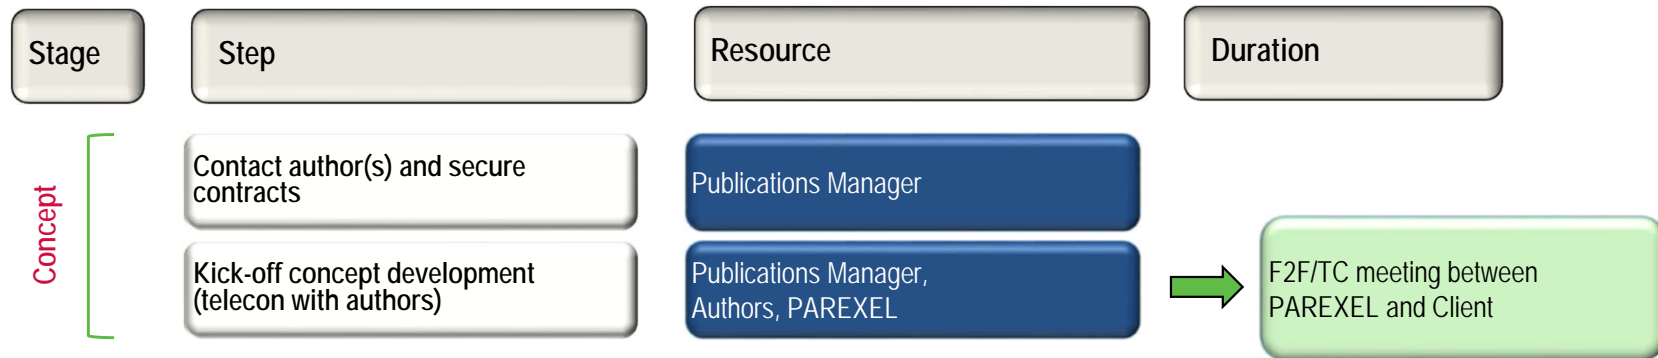 Stage
Step
Resource
Duration
Concept
Contact author(s) and secure
contracts
Publications Manager
Kick-off concept development
(telecon with authors)
Publications Manager,
Authors, PAREXEL
F2F/TC meeting between
PAREXEL and Client